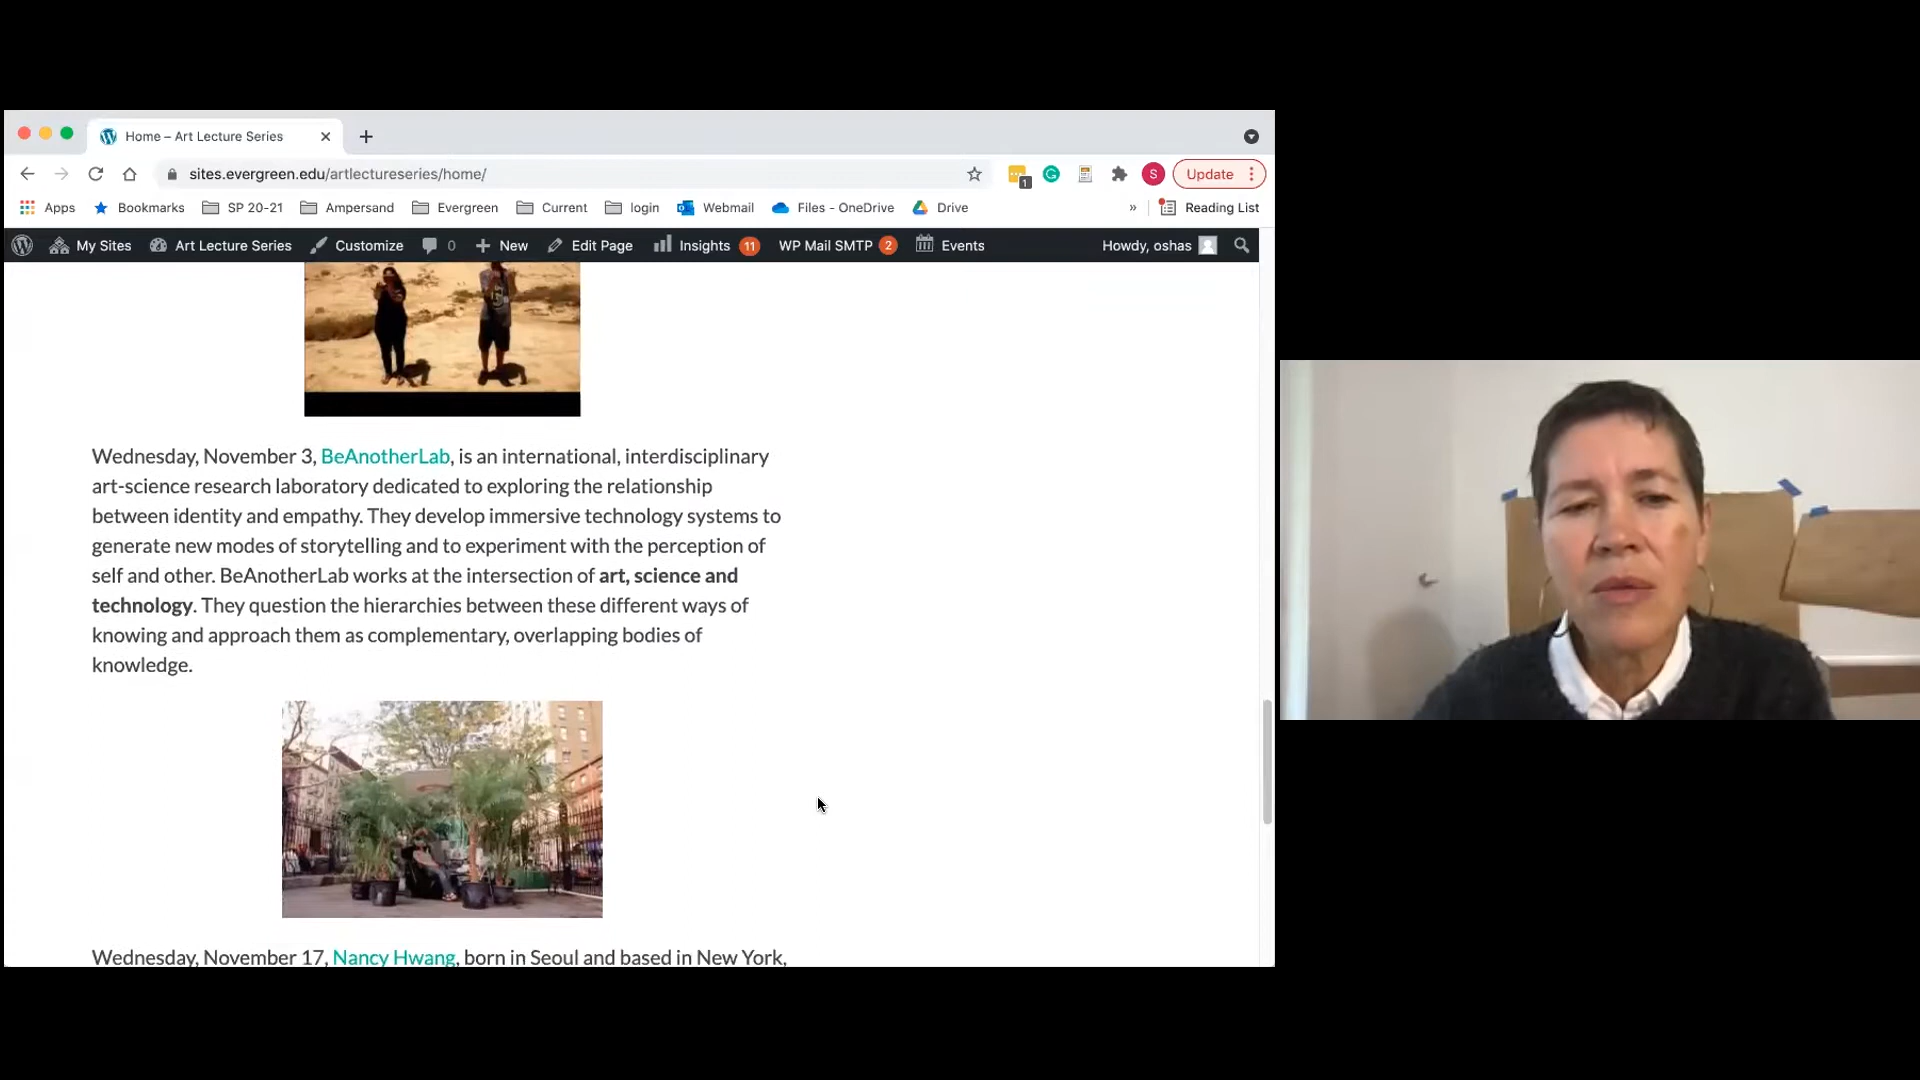 Home – Art Lecture Series
sites.evergreen.edu/artlectureseries/home/
1
S
Update
Apps Bookmarks SP 20-21 Ampersand Evergreen Current login Webmail Files - OneDrive Drive » Reading List
My Sites Art Lecture Series Customize 0 New Edit Page Insights 11 WP Mail SMTP 2 Events Howdy, oshas
Wednesday, November 3, BeAnotherLab, is an international, interdisciplinary
art-science research laboratory dedicated to exploring the relationship
between identity and empathy. They develop immersive technology systems to
generate new modes of storytelling and to experiment with the perception of
self and other. BeAnotherLab works at the intersection of art, science and
technology. They question the hierarchies between these different ways of
knowing and approach them as complementary, overlapping bodies of
knowledge.
Wednesday, November 17, Nancy Hwang, born in Seoul and based in New York,